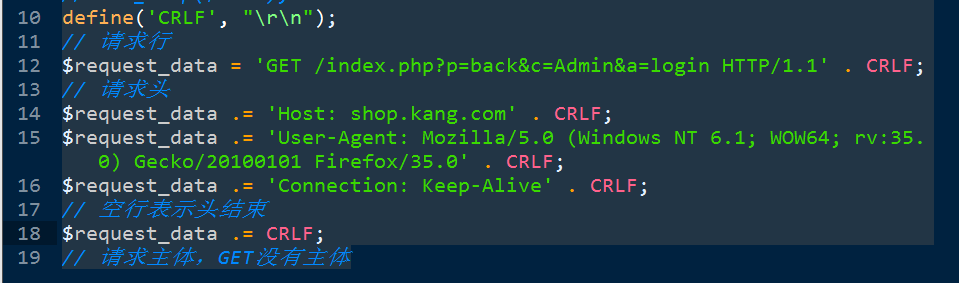 10 define('CRLF', "\r\n");
11 // 请求行
12 $request_data = 'GET /index.php?p=back&c=Admin&a=login HTTP/1.1' . CRLF;
13 // 请求头
14 $request_data .= 'Host: shop.kang.com' . CRLF;
15 $request_data .= 'User-Agent: Mozilla/5.0 (Windows NT 6.1; WOW64; rv:35.
0) Gecko/20100101 Firefox/35.0' . CRLF;
16 $request_data .= 'Connection: Keep-Alive' . CRLF;
17 // 空行表示头结束
18 $request_data .= CRLF;
19 // 请求主体，GET没有主体